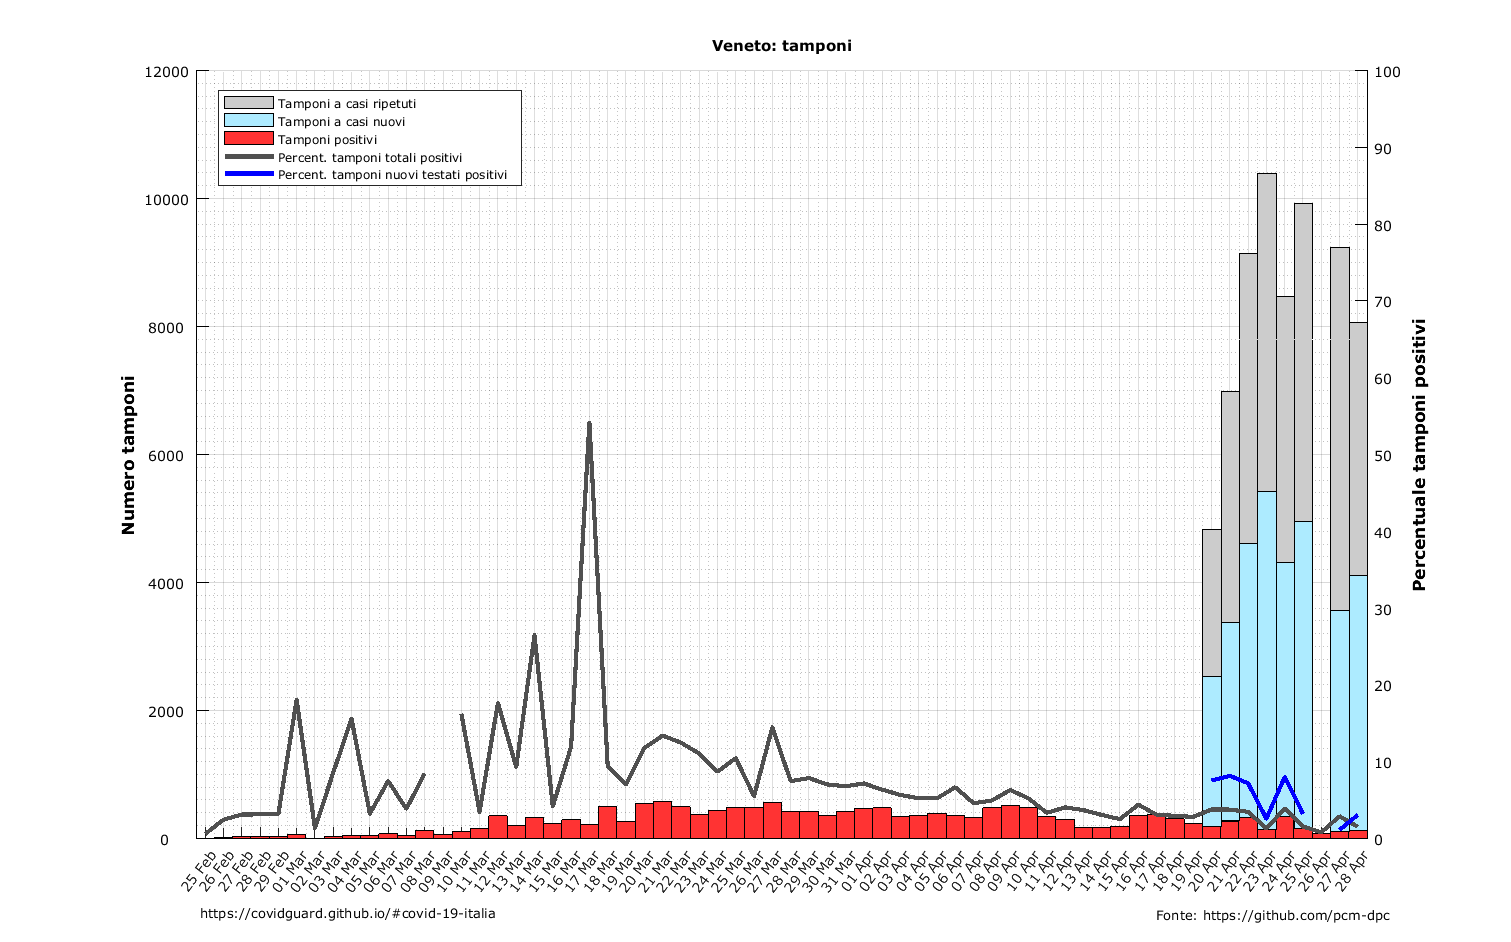 Veneto: tamponi
12000
10000
8000
6000
4000
2000
0
Numero tamponi
Tamponi a casi ripetuti
Tamponi a casi nuovi
Tamponi positivi
Percent. tamponi totali positivi
Percent. tamponi nuovi testati positivi
100
90
80
70
60
50
40
30
20
10
0
Percentuale tamponi positivi
25 Feb
26 Feb
27 Feb
28 Feb
29 Feb
01 Mar
02 Mar
03 Mar
04 Mar
05 Mar
06 Mar
07 Mar
08 Mar
09 Mar
10 Mar
11 Mar
12 Mar
13 Mar
14 Mar
15 Mar
16 Mar
17 Mar
18 Mar
19 Mar
20 Mar
21 Mar
22 Mar
23 Mar
24 Mar
25 Mar
26 Mar
27 Mar
28 Mar
29 Mar
30 Mar
31 Mar
01 Apr
02 Apr
03 Apr
04 Apr
05 Apr
06 Apr
07 Apr
08 Apr
09 Apr
10 Apr
11 Apr
12 Apr
13 Apr
14 Apr
15 Apr
16 Apr
17 Apr
18 Apr
19 Apr
20 Apr
21 Apr
22 Apr
23 Apr
24 Apr
25 Apr
26 Apr
27 Apr
28 Apr
https://covidguard.github.io/#covid-19-italia
Fonte: https://github.com/pcm-dpc